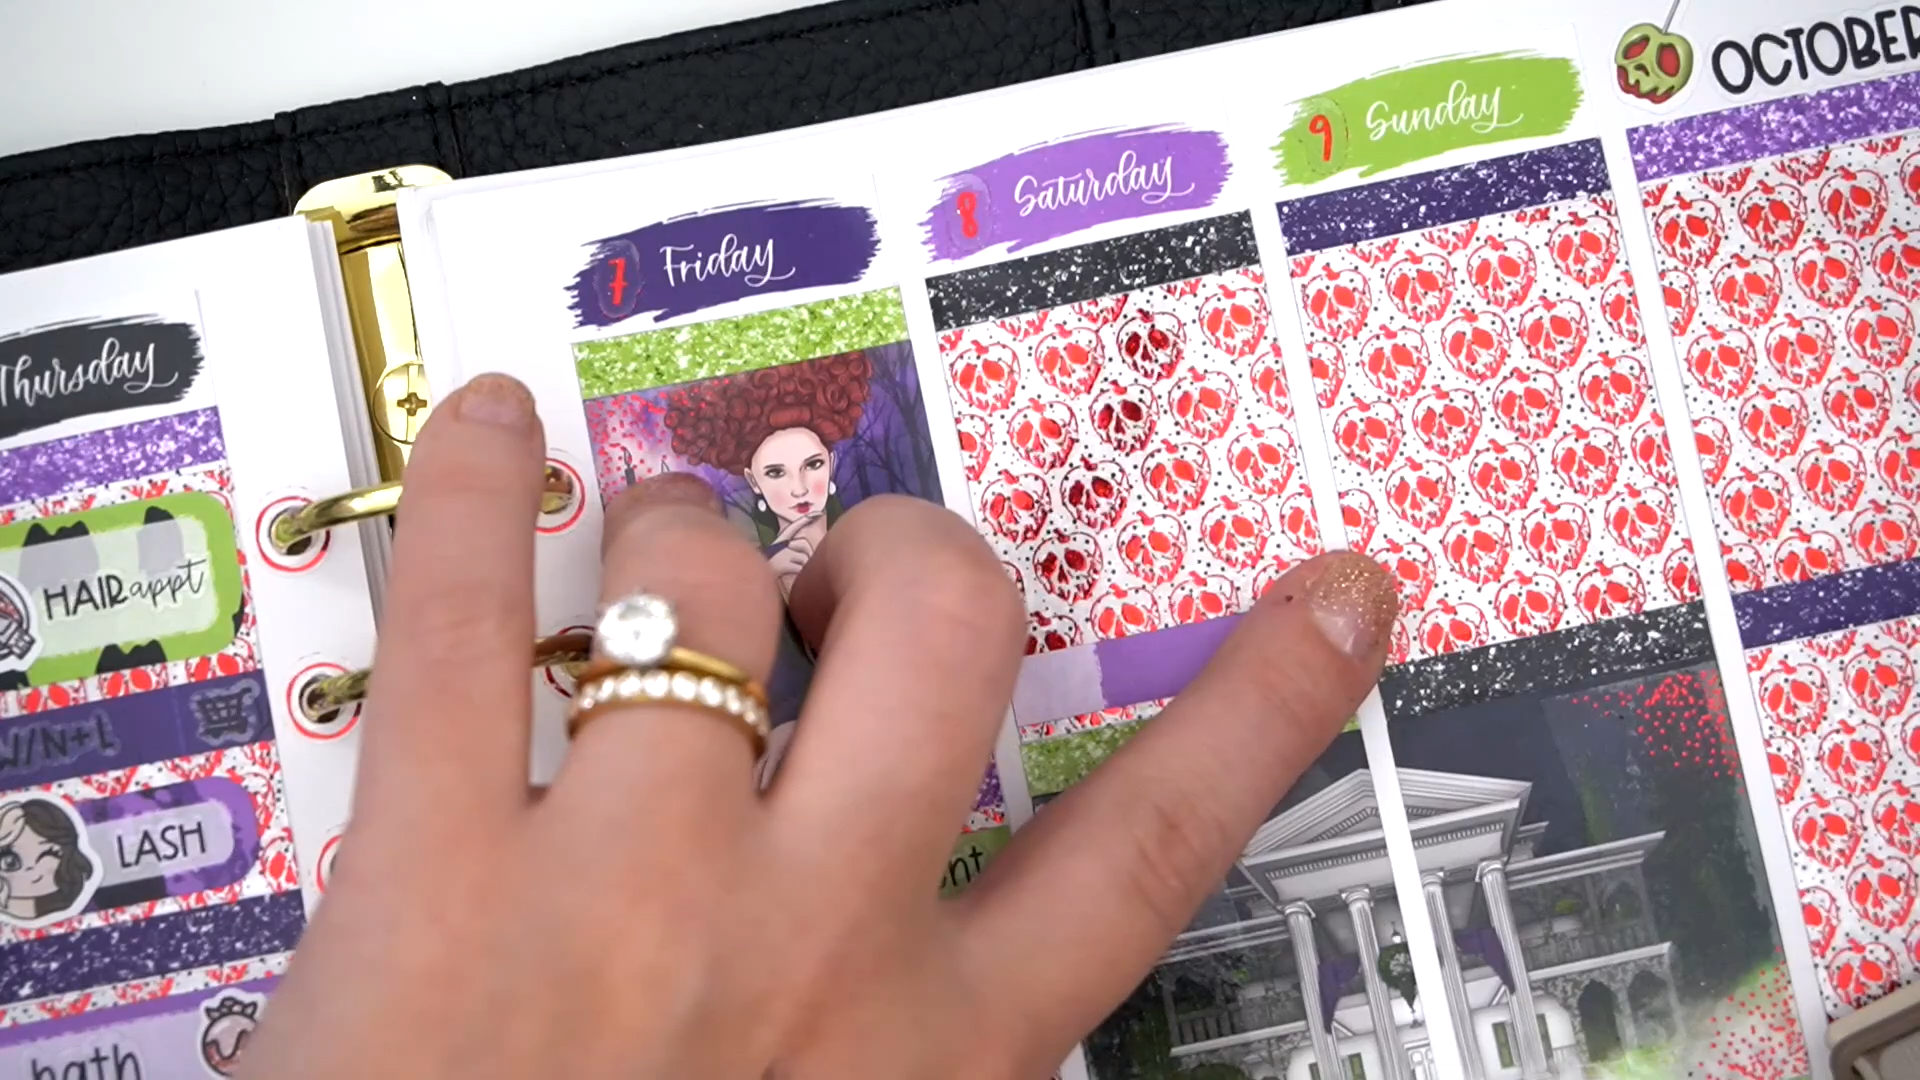 Thursday
HAIR appt
W/N+L
LASH
bath
7 Friday
8 Saturday
9 Sunday
OCTOBER